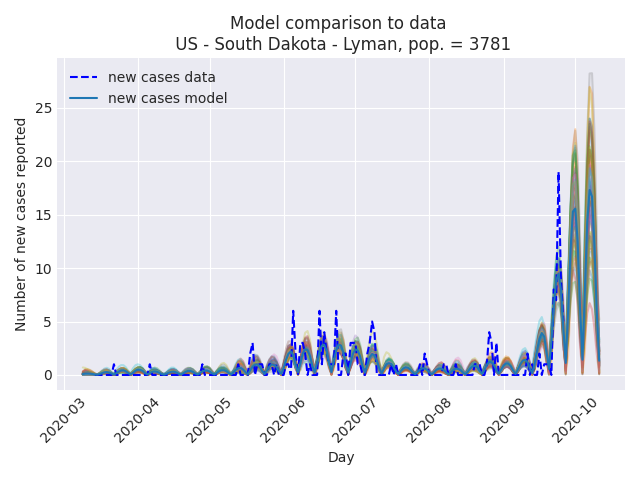 Model comparison to data
US - South Dakota - Lyman, pop. = 3781
new cases data
new cases model
Number of new cases reported
25
20
15
10
5
0
2020-03
2020-04
2020-05
2020-06
2020-07
2020-08
2020-09
2020-10
Day